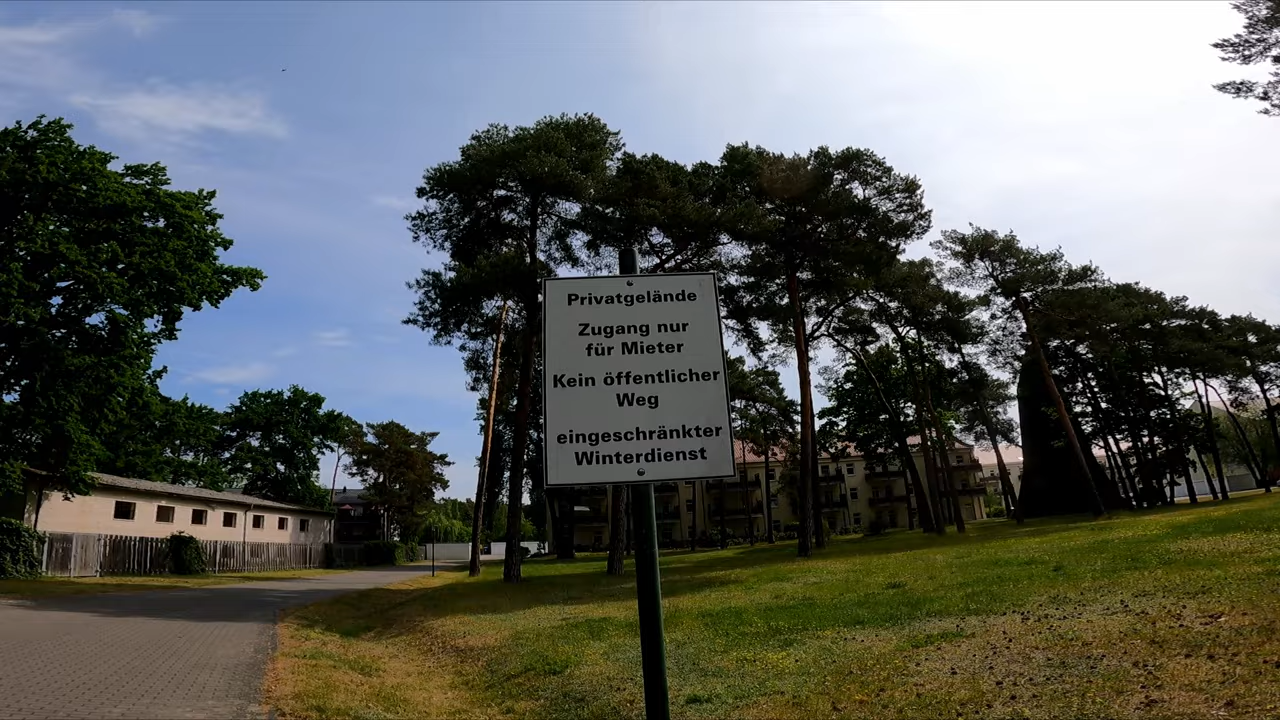 Privatgelände
Zugang nur
für Mieter
Kein öffentlicher
Weg
eingeschränkter
Winterdienst